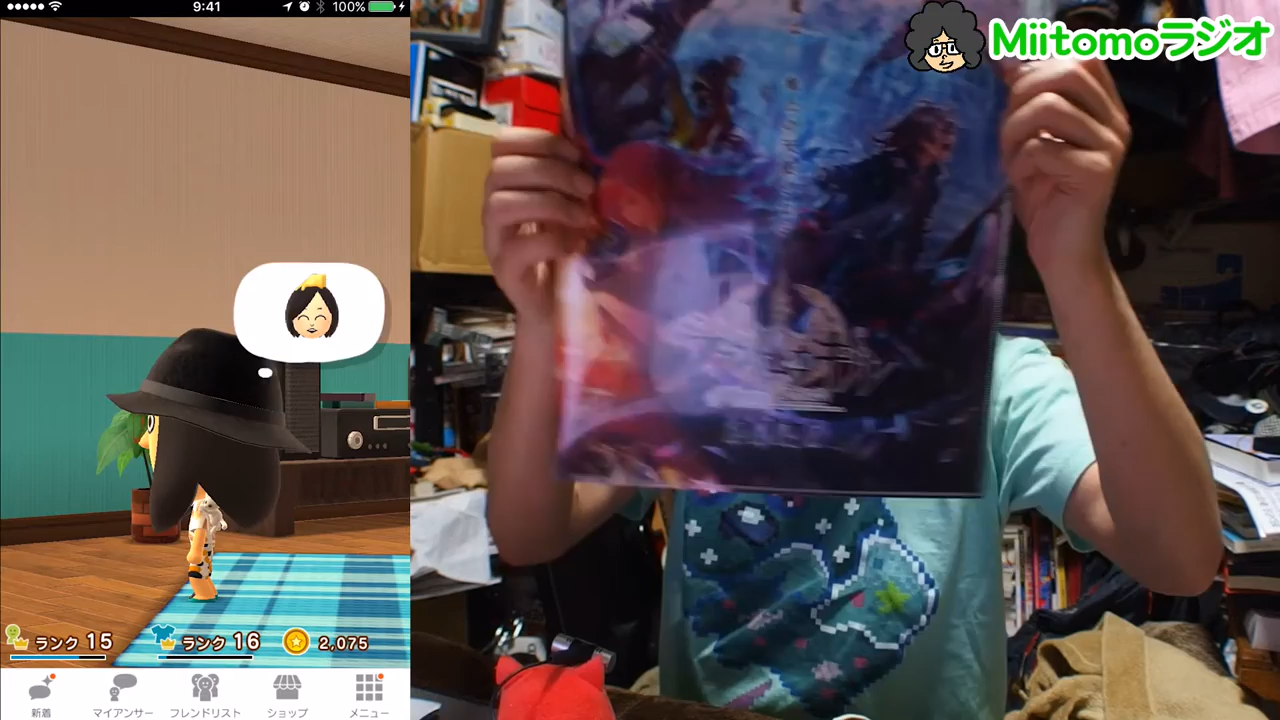 9:41
100%
Miitomoラジオ
ランク 15
ランク 16
2,075
新着
マイアンサー
フレンドリスト
ショップ
メニュー